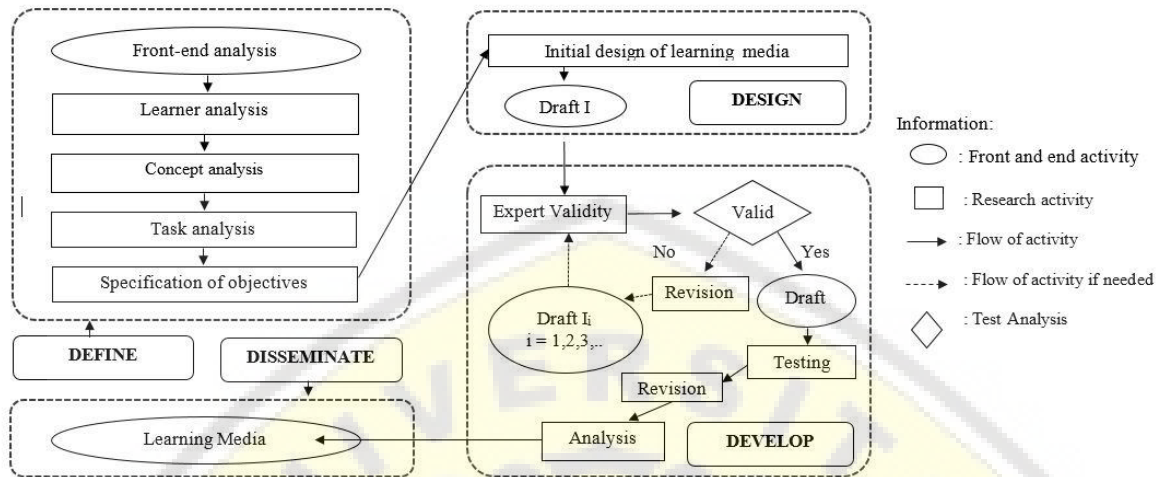 Front-end analysis
Learner analysis
Concept analysis
Task analysis
Specification of objectives
DEFINE
Initial design of learning media
Draft I
DESIGN
Expert Validity
Valid
No
Yes
Revision
Draft
Draft Iᵢ
i = 1,2,3,..
Testing
Revision
Analysis
DEVELOP
DISSEMINATE
Learning Media
Information:
: Front and end activity
: Research activity
: Flow of activity
: Flow of activity if needed
: Test Analysis
IVERSIT